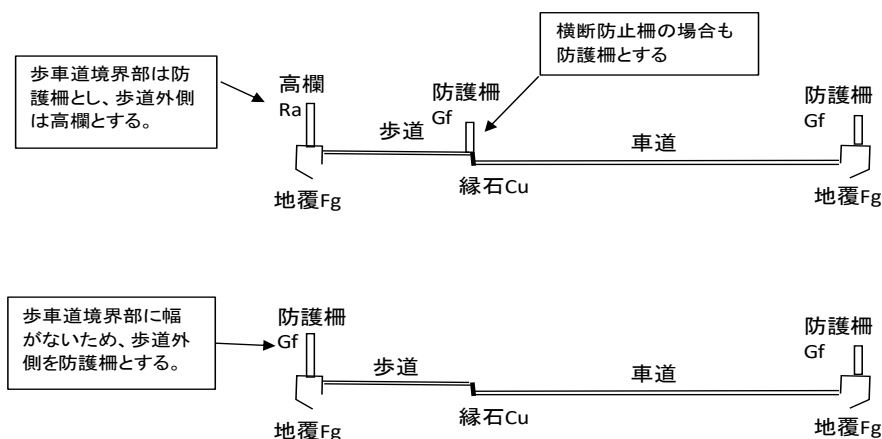 歩車道境界部は防
護柵とし、歩道外側
は高欄とする。
横断防止柵の場合も
防護柵とする
高欄
Ra
歩道
防護柵
Gf
車道
防護柵
Gf
地覆Fg
縁石Cu
地覆Fg
歩車道境界部に幅
がないため、歩道外
側を防護柵とする。
防護柵
Gf
歩道
車道
防護柵
Gf
地覆Fg
縁石Cu
地覆Fg